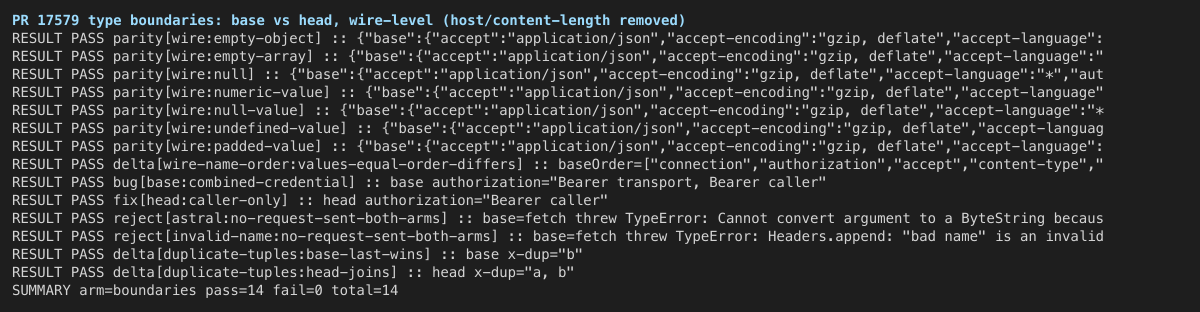 PR 17579 type boundaries: base vs head, wire-level (host/content-length removed)
RESULT PASS parity[wire:empty-object] :: {"base":{"accept":"application/json","accept-encoding":"gzip, deflate","accept-language":
RESULT PASS parity[wire:empty-array] :: {"base":{"accept":"application/json","accept-encoding":"gzip, deflate","accept-language":"
RESULT PASS parity[wire:null] :: {"base":{"accept":"application/json","accept-encoding":"gzip, deflate","accept-language":"*","aut
RESULT PASS parity[wire:numeric-value] :: {"base":{"accept":"application/json","accept-encoding":"gzip, deflate","accept-language"
RESULT PASS parity[wire:null-value] :: {"base":{"accept":"application/json","accept-encoding":"gzip, deflate","accept-language":"*
RESULT PASS parity[wire:undefined-value] :: {"base":{"accept":"application/json","accept-encoding":"gzip, deflate","accept-languag
RESULT PASS parity[wire:padded-value] :: {"base":{"accept":"application/json","accept-encoding":"gzip, deflate","accept-language":
RESULT PASS delta[wire-name-order:values-equal-order-differs] :: baseOrder=["connection","authorization","accept","content-type","
RESULT PASS bug[base:combined-credential] :: base authorization="Bearer transport, Bearer caller"
RESULT PASS fix[head:caller-only] :: head authorization="Bearer caller"
RESULT PASS reject[astral:no-request-sent-both-arms] :: base=fetch threw TypeError: Cannot convert argument to a ByteString becaus
RESULT PASS reject[invalid-name:no-request-sent-both-arms] :: base=fetch threw TypeError: Headers.append: "bad name" is an invalid
RESULT PASS delta[duplicate-tuples:base-last-wins] :: base x-dup="b"
RESULT PASS delta[duplicate-tuples:head-joins] :: head x-dup="a, b"
SUMMARY arm=boundaries pass=14 fail=0 total=14